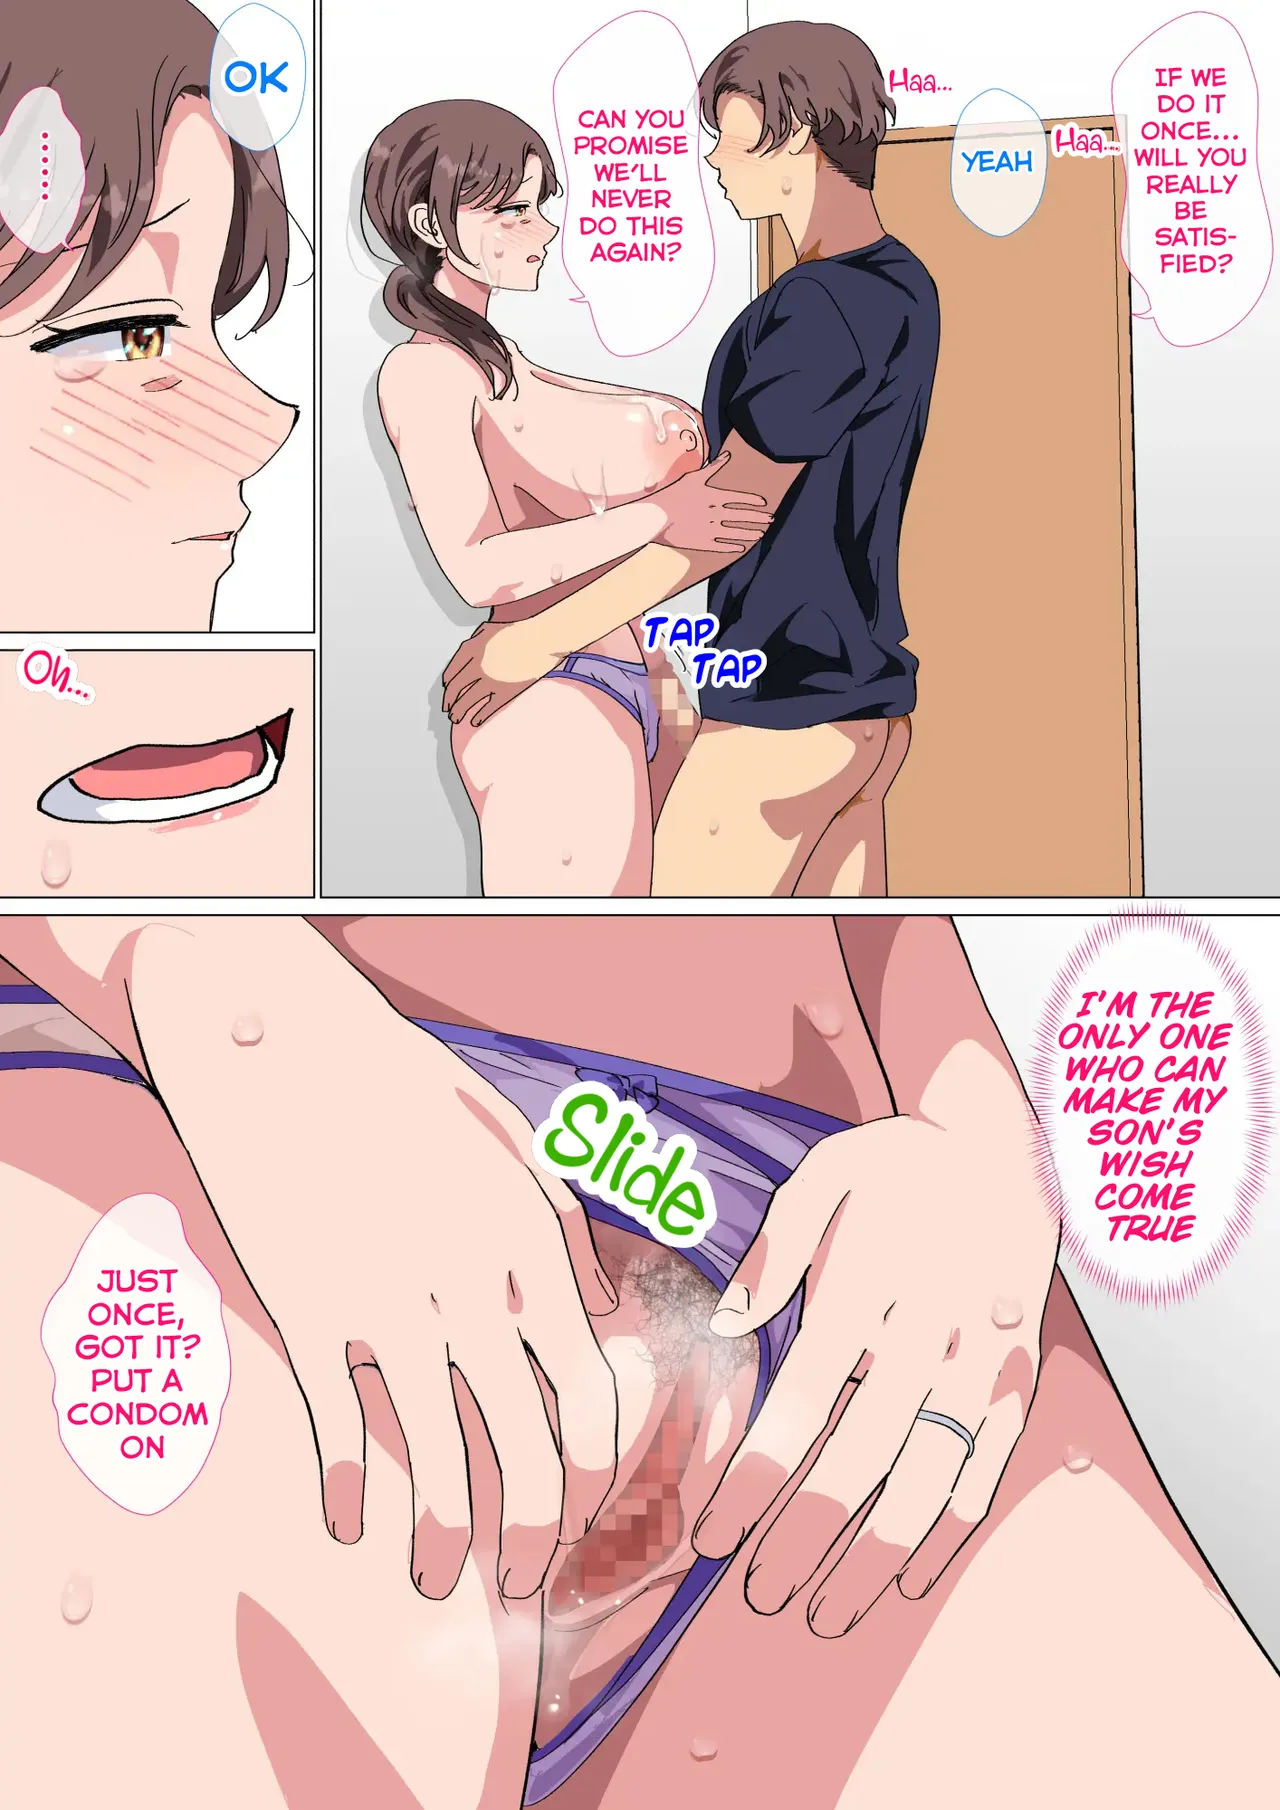 IF WE
DO IT
ONCE...
WILL YOU
REALLY
BE
SATIS-
FIED?
Haa...
Haa...
YEAH
CAN YOU
PROMISE
WE'LL
NEVER
DO THIS
AGAIN?
TAP
TAP
OK
......
Oh...
I'M THE
ONLY ONE
WHO CAN
MAKE MY
SON'S
WISH
COME
TRUE
Slide
JUST
ONCE,
GOT IT?
PUT A
CONDOM
ON